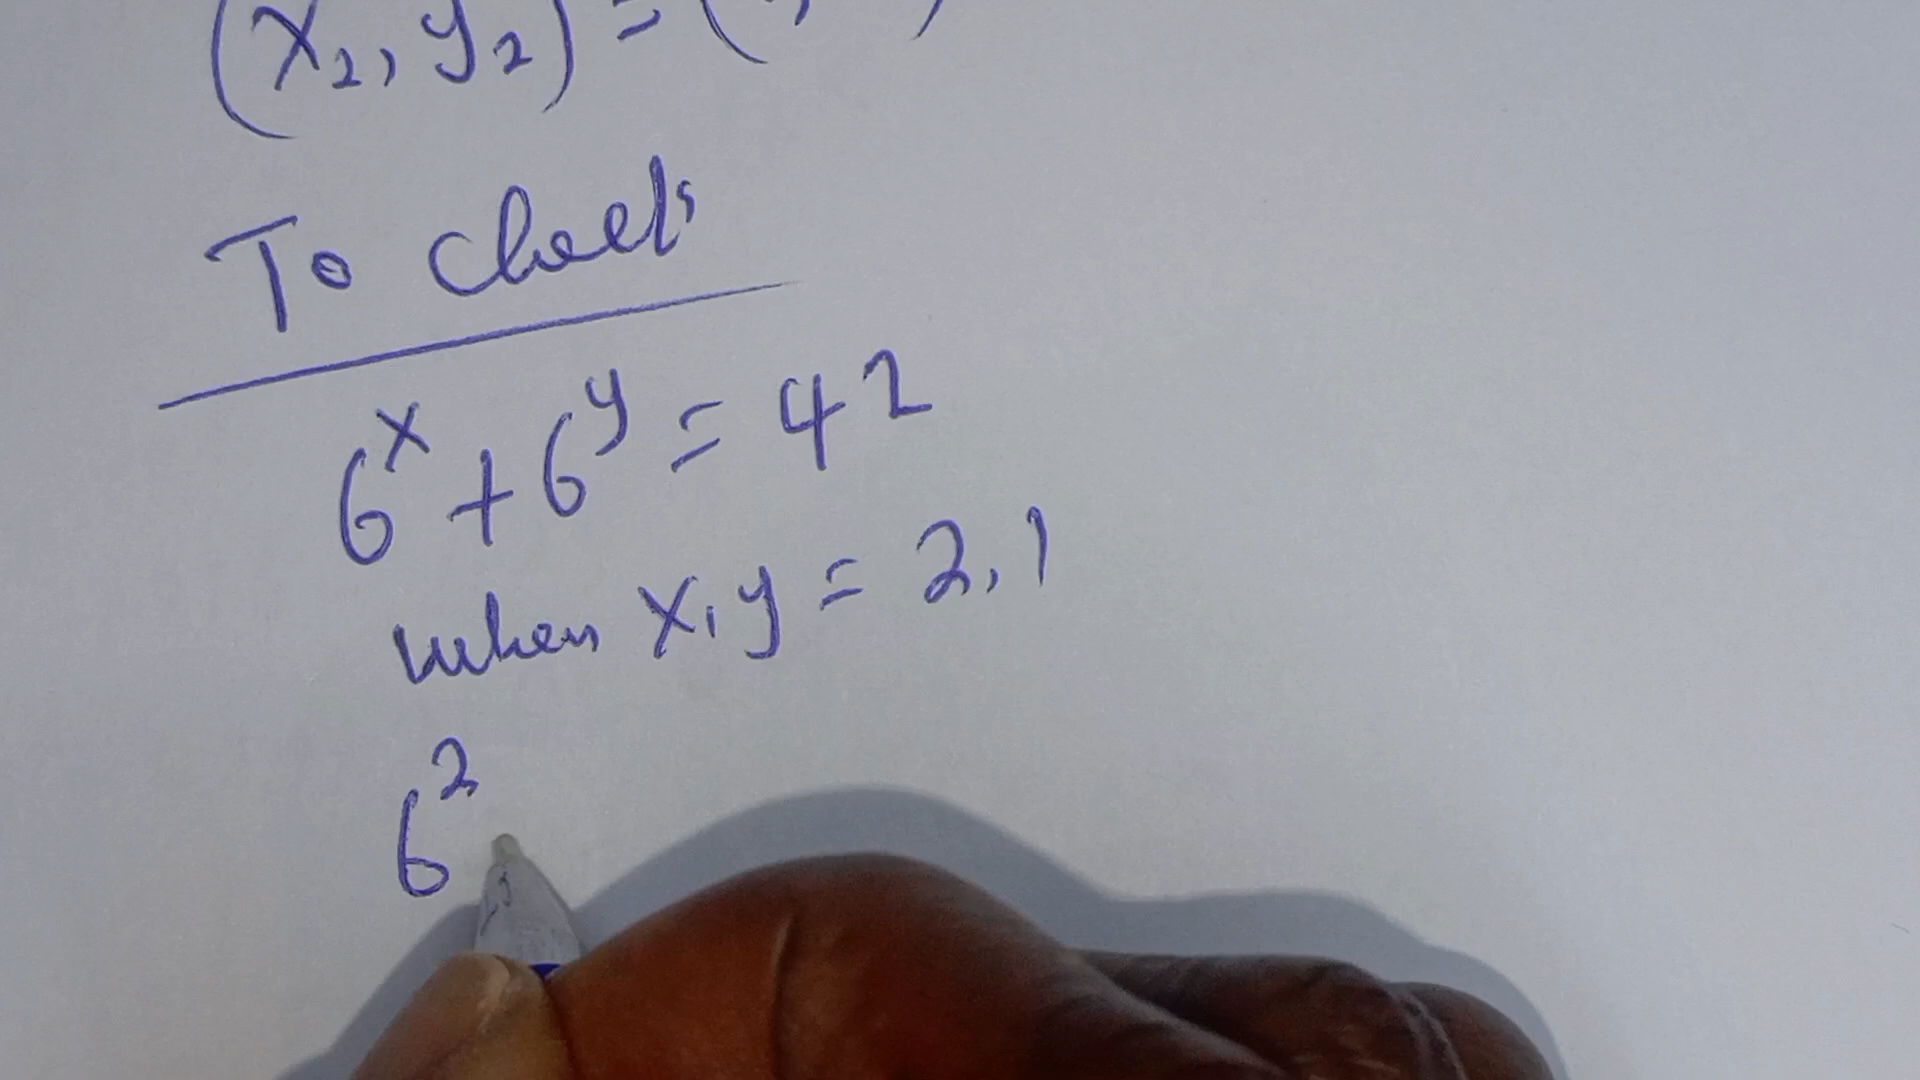 (x₂, y₂) = (
To check
6ˣ + 6ʸ = 42
when x, y = 2, 1
6²